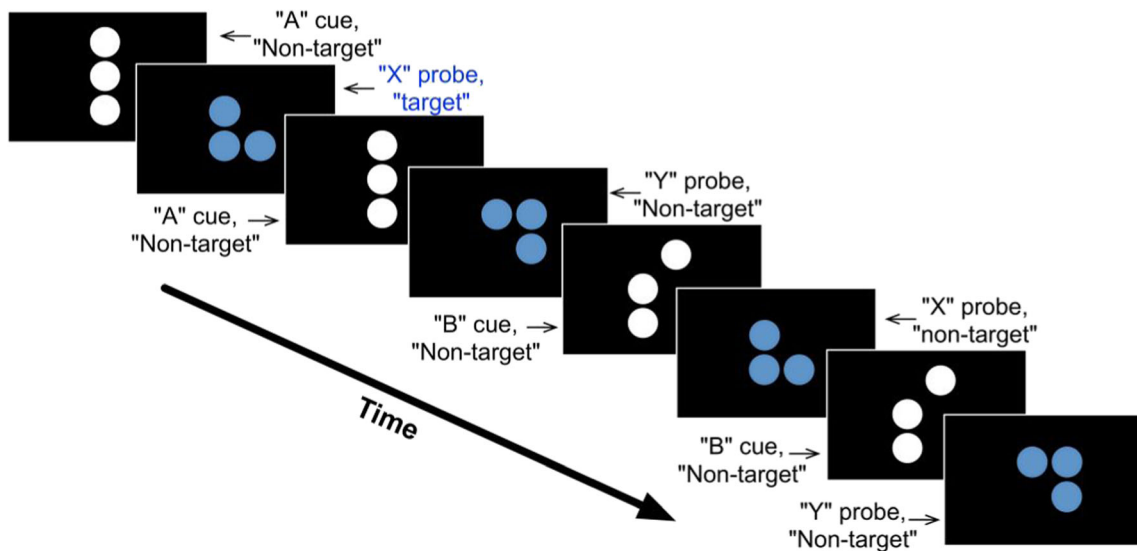 "A" cue,
"Non-target"
"X" probe,
"target"
"A" cue,
"Non-target"
"Y" probe,
"Non-target"
"B" cue,
"Non-target"
"X" probe,
"non-target"
"B" cue,
"Non-target"
"Y" probe,
"Non-target"
Time